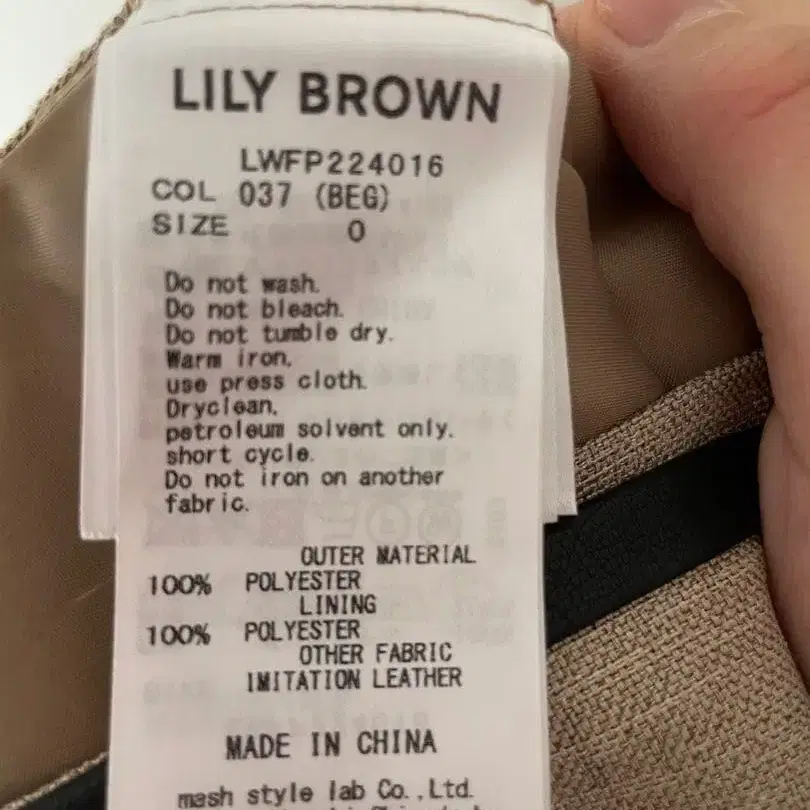 LILY BROWN
LWFP224016
COL 037 (BEG)
SIZE 0
Do not wash.
Do not bleach.
Do not tumble dry.
Warm iron,
use press cloth.
Dryclean,
petroleum solvent only.
short cycle.
Do not iron on another
fabric.
OUTER MATERIAL
100% POLYESTER
LINING
100% POLYESTER
OTHER FABRIC
IMITATION LEATHER
MADE IN CHINA
mash style lab Co.,Ltd.